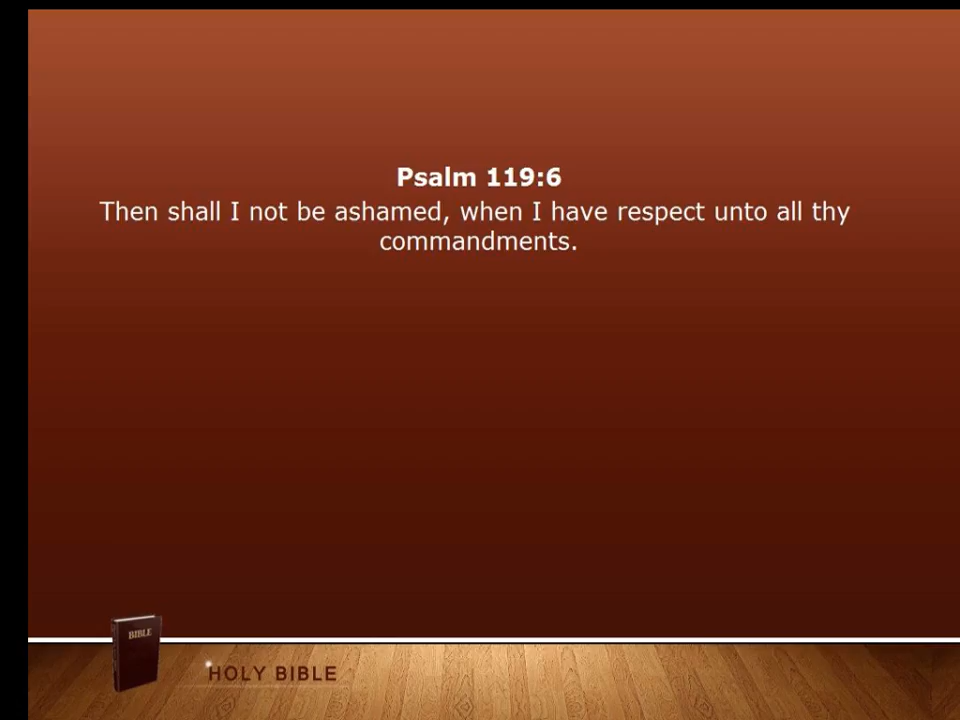 Psalm 119:6
Then shall I not be ashamed, when I have respect unto all thy
commandments.
BIBLE
HOLY BIBLE